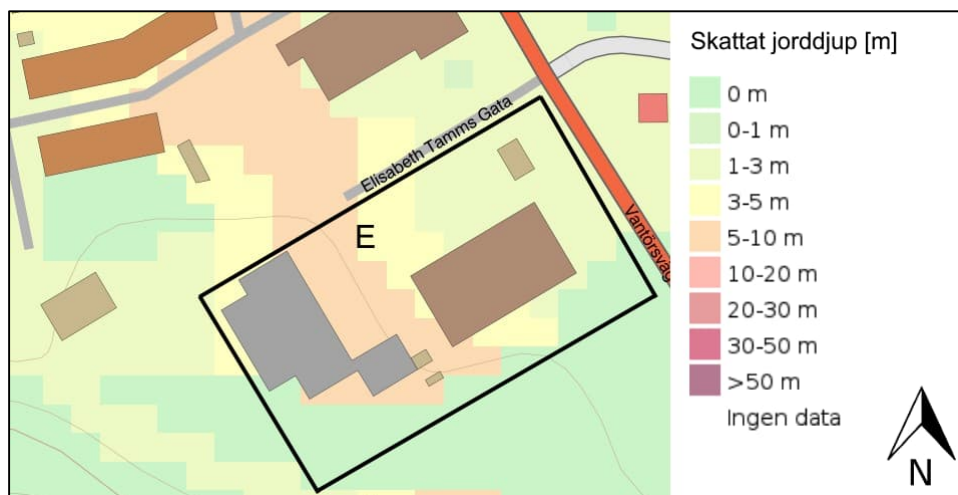 Skattat jorddjup [m]
0 m
0-1 m
1-3 m
3-5 m
5-10 m
10-20 m
20-30 m
30-50 m
>50 m
Ingen data
N
Elisabeth Tamms Gata
E
Vantörsväg